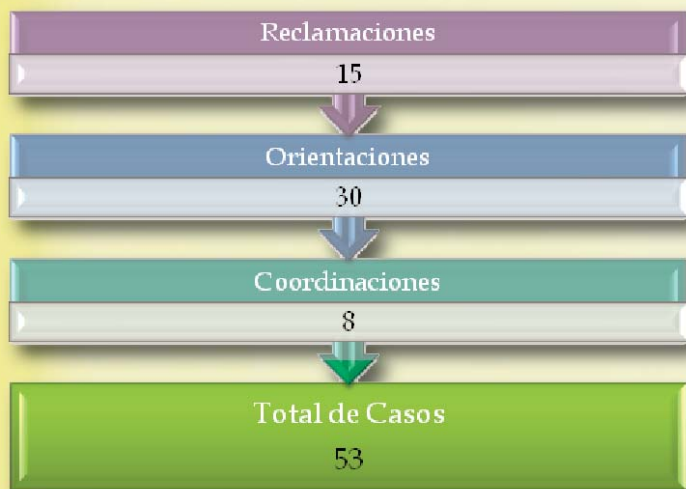 Reclamaciones
15
Orientaciones
30
Coordinaciones
8
Total de Casos
53